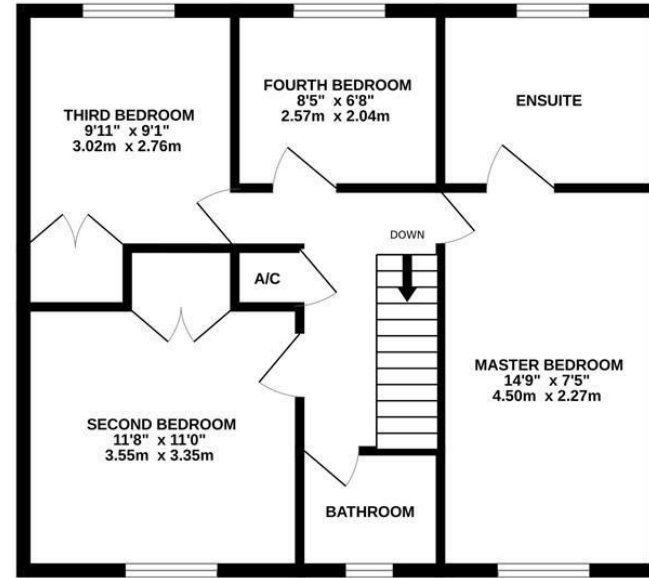 THIRD BEDROOM
9'11" x 9'1"
3.02m x 2.76m
FOURTH BEDROOM
8'5" x 6'8"
2.57m x 2.04m
ENSUITE
DOWN
A/C
MASTER BEDROOM
14'9" x 7'5"
4.50m x 2.27m
SECOND BEDROOM
11'8" x 11'0"
3.55m x 3.35m
BATHROOM